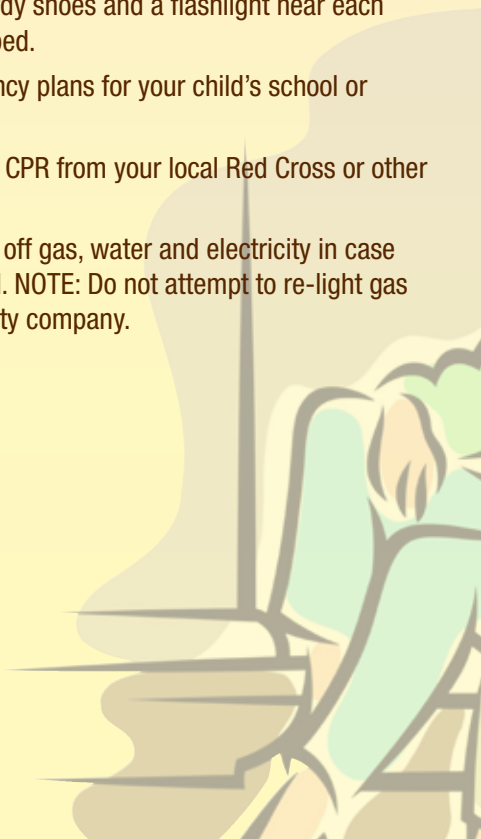 dy shoes and a flashlight near each
bed.
ncy plans for your child’s school or
CPR from your local Red Cross or other
off gas, water and electricity in case
. NOTE: Do not attempt to re-light gas
ty company.